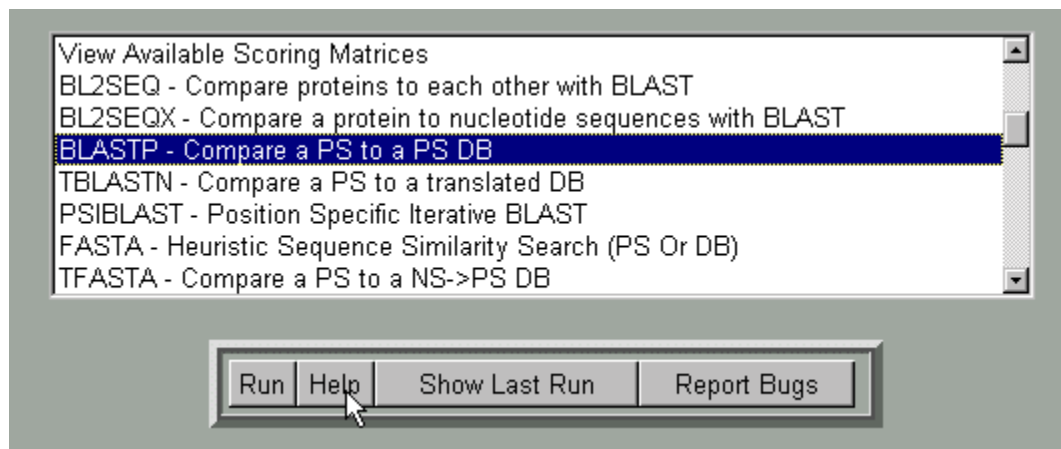 View Available Scoring Matrices
BL2SEQ - Compare proteins to each other with BLAST
BL2SEQX - Compare a protein to nucleotide sequences with BLAST
BLASTP - Compare a PS to a PS DB
TBLASTN - Compare a PS to a translated DB
PSIBLAST - Position Specific Iterative BLAST
FASTA - Heuristic Sequence Similarity Search (PS Or DB)
TFASTA - Compare a PS to a NS->PS DB
Run Help Show Last Run Report Bugs